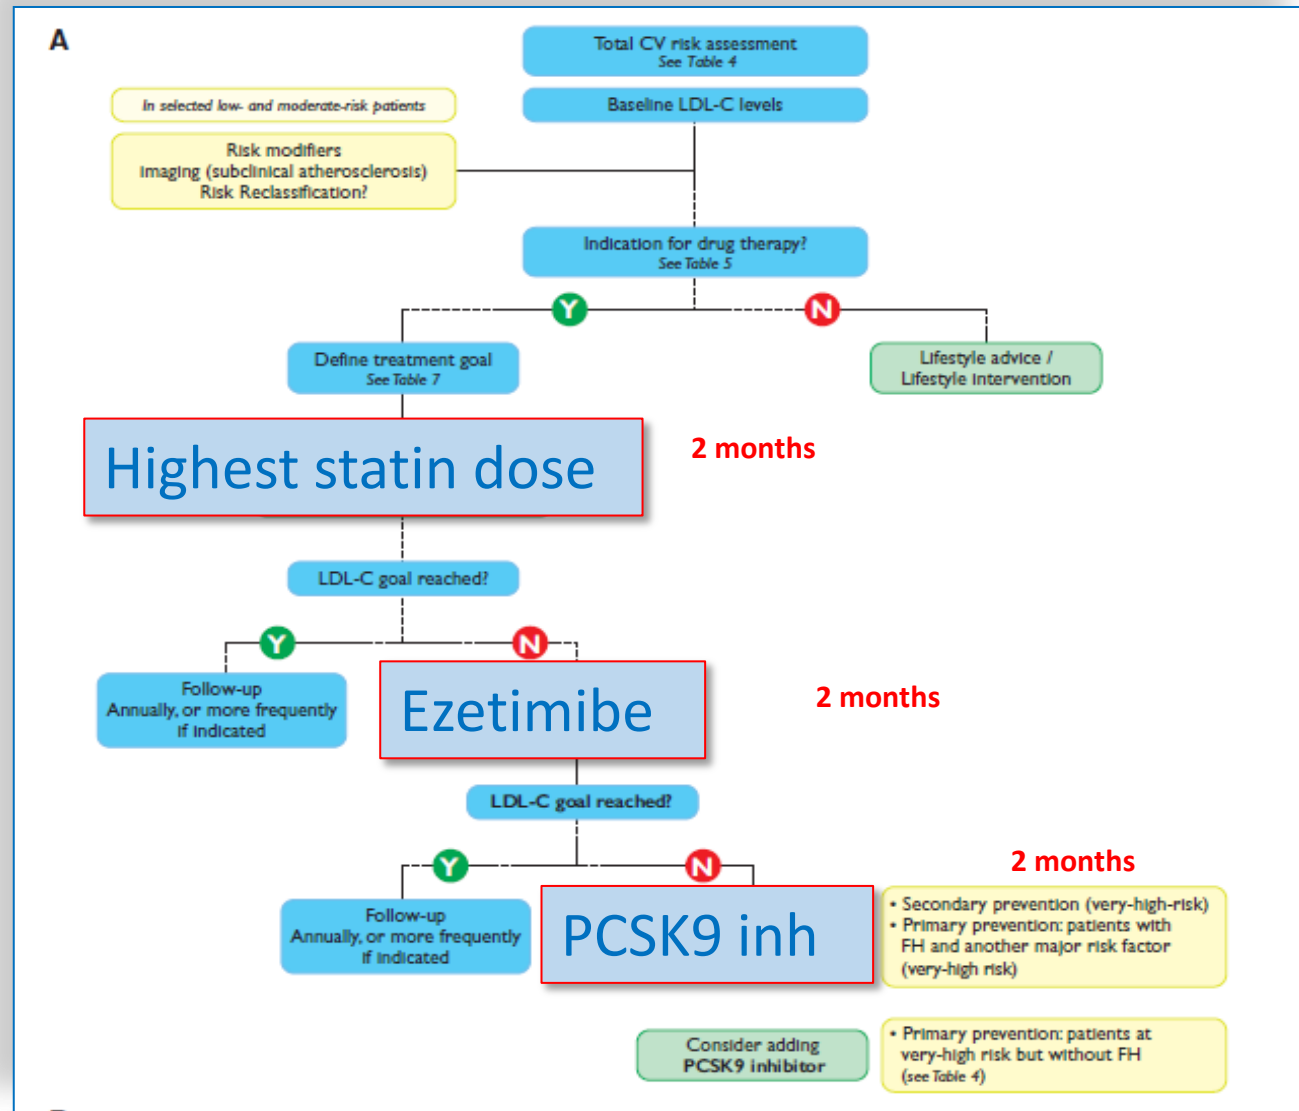 A
Total CV risk assessment
See Table 4
In selected low- and moderate-risk patients
Baseline LDL-C levels
Risk modifiers
imaging (subclinical atherosclerosis)
Risk Reclassification?
Indication for drug therapy?
See Table 5
Y
N
Define treatment goal
See Table 7
Lifestyle advice /
Lifestyle intervention
Highest statin dose
2 months
LDL-C goal reached?
Y
N
Follow-up
Annually, or more frequently
if indicated
Ezetimibe
2 months
LDL-C goal reached?
Y
N
2 months
Follow-up
Annually, or more frequently
if indicated
PCSK9 inh
• Secondary prevention (very-high-risk)
• Primary prevention: patients with
FH and another major risk factor
(very-high risk)
Consider adding
PCSK9 inhibitor
• Primary prevention: patients at
very-high risk but without FH
(see Table 4)